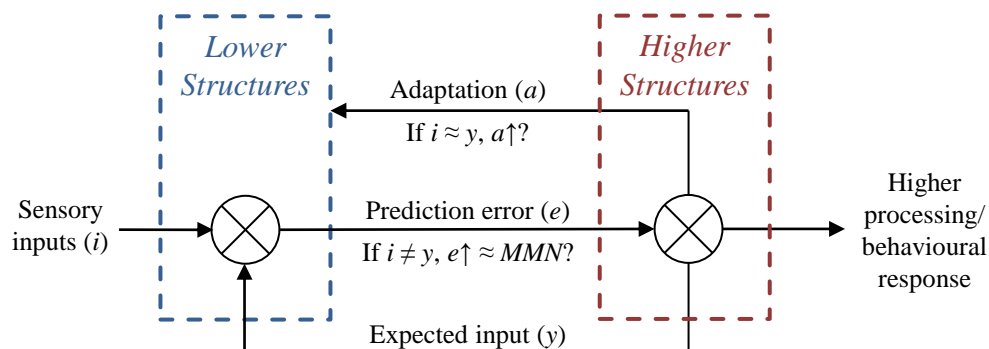 Lower
Structures
Higher
Structures
Adaptation (a)
If i ≈ y, a↑?
Sensory
inputs (i)
Prediction error (e)
If i ≠ y, e↑ ≈ MMN?
Higher
processing/
behavioural
response
Expected input (y)